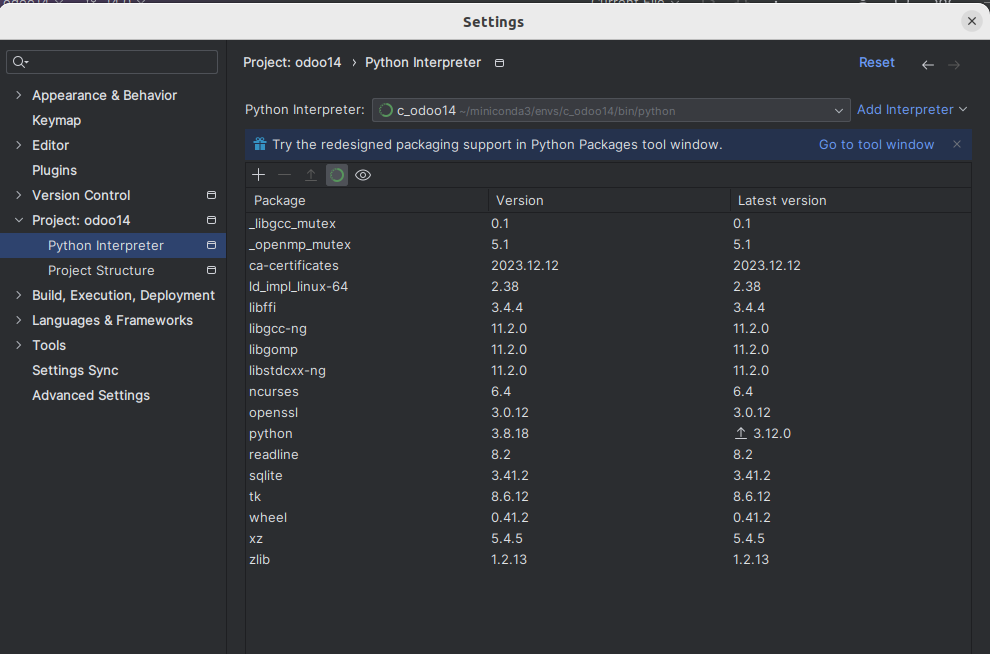 Settings
Project: odoo14 › Python Interpreter
Reset
Python Interpreter: c_odoo14 ~/miniconda3/envs/c_odoo14/bin/python Add Interpreter
Try the redesigned packaging support in Python Packages tool window. Go to tool window
Appearance & Behavior
Keymap
Editor
Plugins
Version Control
Project: odoo14
Python Interpreter
Project Structure
Build, Execution, Deployment
Languages & Frameworks
Tools
Settings Sync
Advanced Settings
Package Version Latest version
_libgcc_mutex 0.1 0.1
_openmp_mutex 5.1 5.1
ca-certificates 2023.12.12 2023.12.12
ld_impl_linux-64 2.38 2.38
libffi 3.4.4 3.4.4
libgcc-ng 11.2.0 11.2.0
libgomp 11.2.0 11.2.0
libstdcxx-ng 11.2.0 11.2.0
ncurses 6.4 6.4
openssl 3.0.12 3.0.12
python 3.8.18 3.12.0
readline 8.2 8.2
sqlite 3.41.2 3.41.2
tk 8.6.12 8.6.12
wheel 0.41.2 0.41.2
xz 5.4.5 5.4.5
zlib 1.2.13 1.2.13